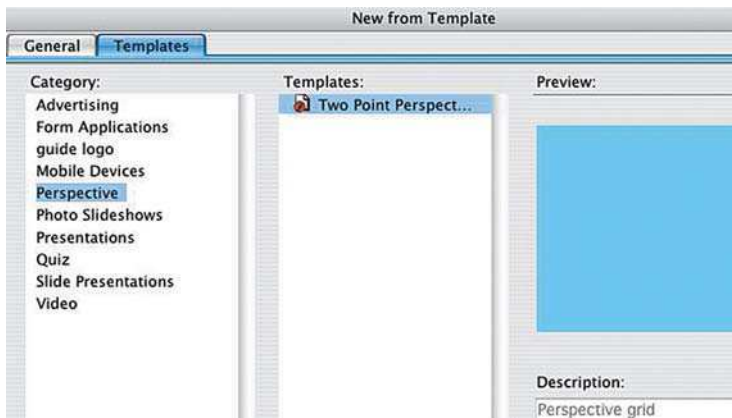 New from Template
General Templates
Category:
Advertising
Form Applications
guide logo
Mobile Devices
Perspective
Photo Slideshows
Presentations
Quiz
Slide Presentations
Video
Templates:
Two Point Perspect...
Preview:
Description:
Perspective grid